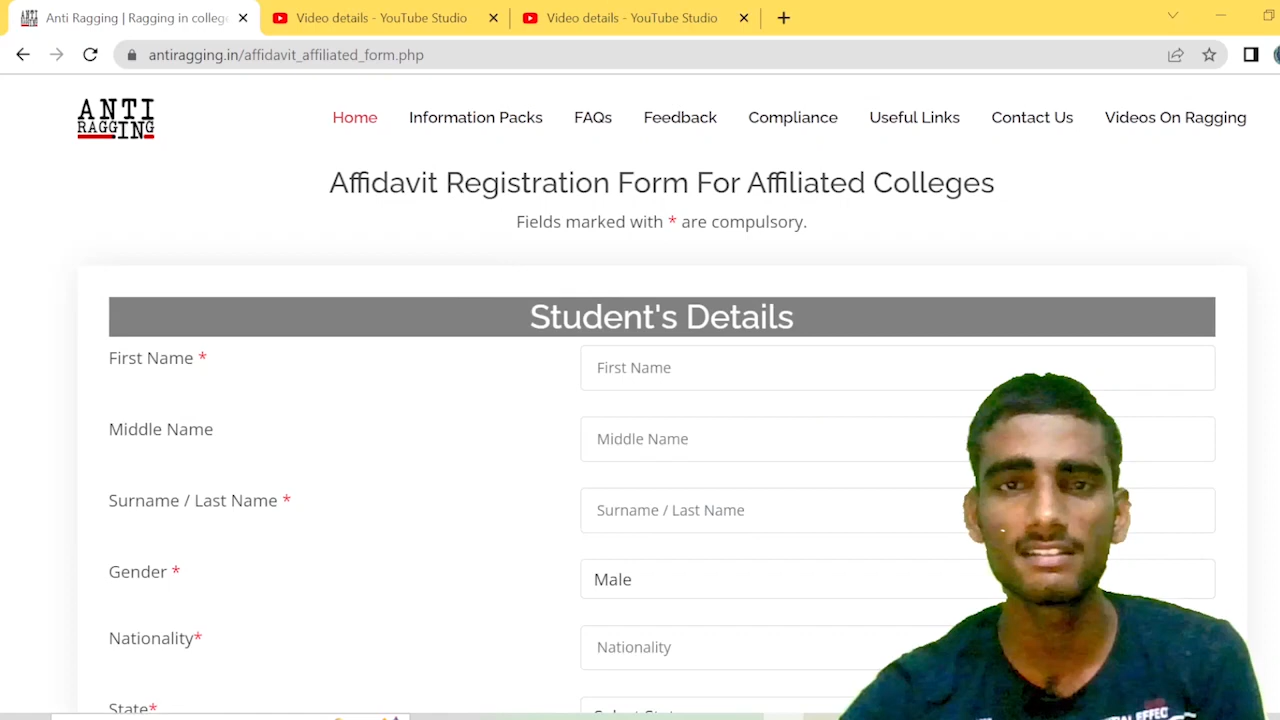 Anti Ragging | Ragging in colleg
Video details - YouTube Studio
Video details - YouTube Studio
antiragging.in/affidavit_affiliated_form.php
ANTI
RAGGING
Home
Information Packs
FAQs
Feedback
Compliance
Useful Links
Contact Us
Videos On Ragging
Affidavit Registration Form For Affiliated Colleges
Fields marked with * are compulsory.
Student's Details
First Name *
First Name
Middle Name
Middle Name
Surname / Last Name *
Surname / Last Name
Gender *
Male
Nationality*
Nationality
State*